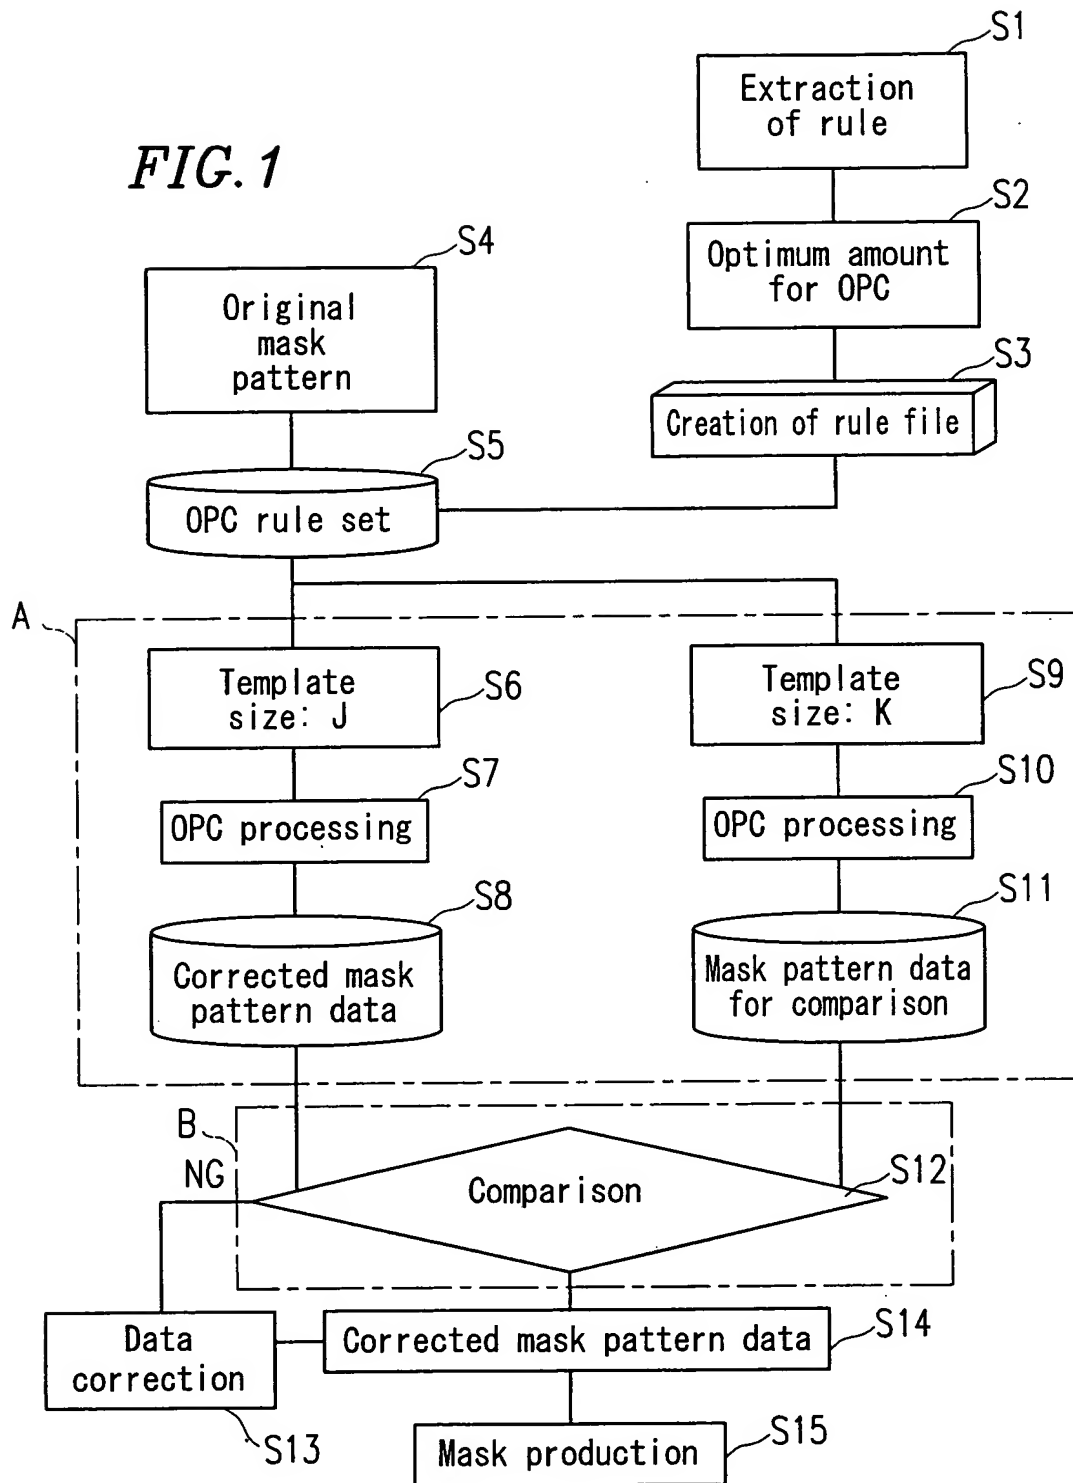 FIG. 1
S1
Extraction
of rule
S2
Optimum amount
for OPC
S3
Creation of rule file
S4
Original
mask
pattern
S5
OPC rule set
A
S6
Template
size: J
S7
OPC processing
S8
Corrected mask
pattern data
S9
Template
size: K
S10
OPC processing
S11
Mask pattern data
for comparison
B
NG
Comparison
S12
Data
correction
S13
Corrected mask pattern data
S14
Mask production
S15